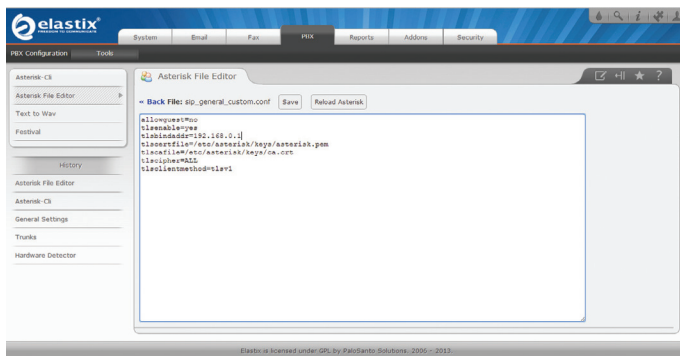 elastix®
FREEDOM TO COMMUNICATE
System Email Fax PBX Reports Addons Security
PBX Configuration Tools
Asterisk-Cli
Asterisk File Editor
Text to Wav
Festival
History
Asterisk File Editor
Asterisk-Cli
General Settings
Trunks
Hardware Detector
Asterisk File Editor
« Back File: sip_general_custom.conf Save Reload Asterisk
allowguest=no
tlsenable=yes
tlsbindaddr=192.168.0.1
tlscertfile=/etc/asterisk/keys/asterisk.pem
tlscafile=/etc/asterisk/keys/ca.crt
tlscipher=ALL
tlsclientmethod=tlsv1
Elastix is licensed under GPL by PaloSanto Solutions. 2006 - 2013.